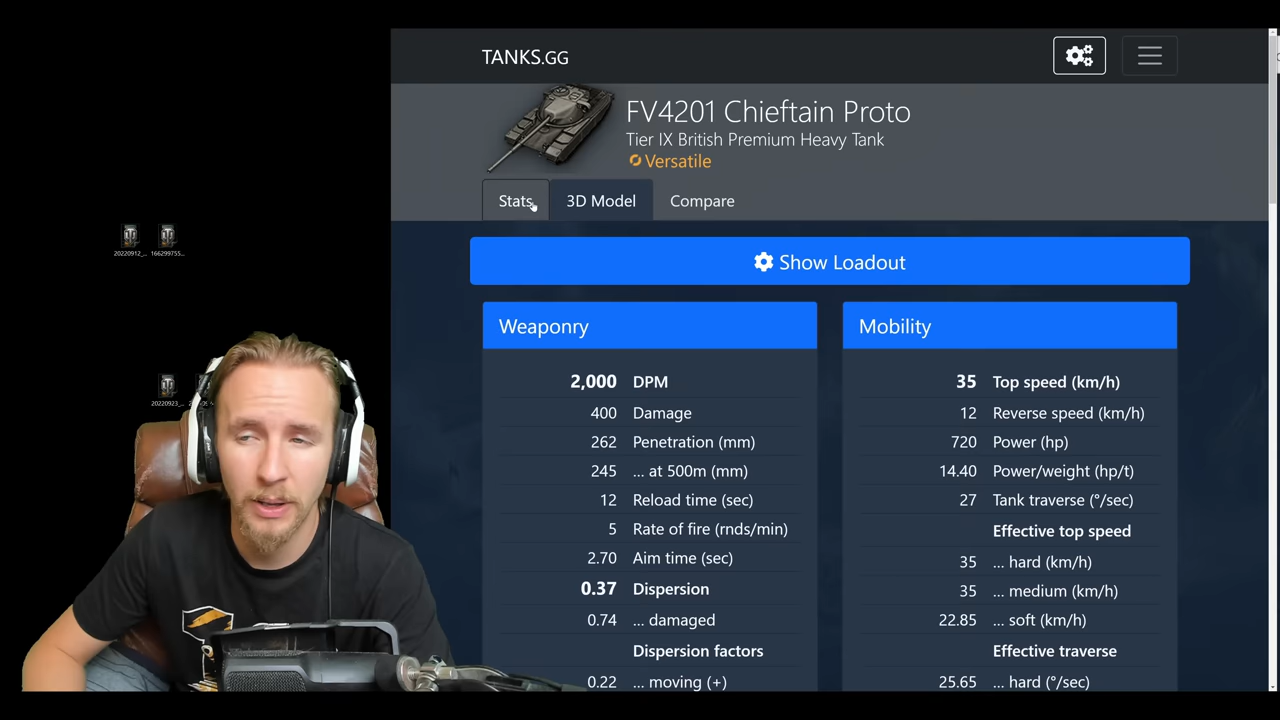 TANKS.GG
FV4201 Chieftain Proto
Tier IX British Premium Heavy Tank
Versatile
Stats
3D Model
Compare
Show Loadout
Weaponry
2,000 DPM
400 Damage
262 Penetration (mm)
245 ... at 500m (mm)
12 Reload time (sec)
5 Rate of fire (rnds/min)
2.70 Aim time (sec)
0.37 Dispersion
0.74 ... damaged
Dispersion factors
0.22 ... moving (+)
Mobility
35 Top speed (km/h)
12 Reverse speed (km/h)
720 Power (hp)
14.40 Power/weight (hp/t)
27 Tank traverse (°/sec)
Effective top speed
35 ... hard (km/h)
35 ... medium (km/h)
22.85 ... soft (km/h)
Effective traverse
25.65 ... hard (°/sec)
20220912_...
166299755...
20220923_...